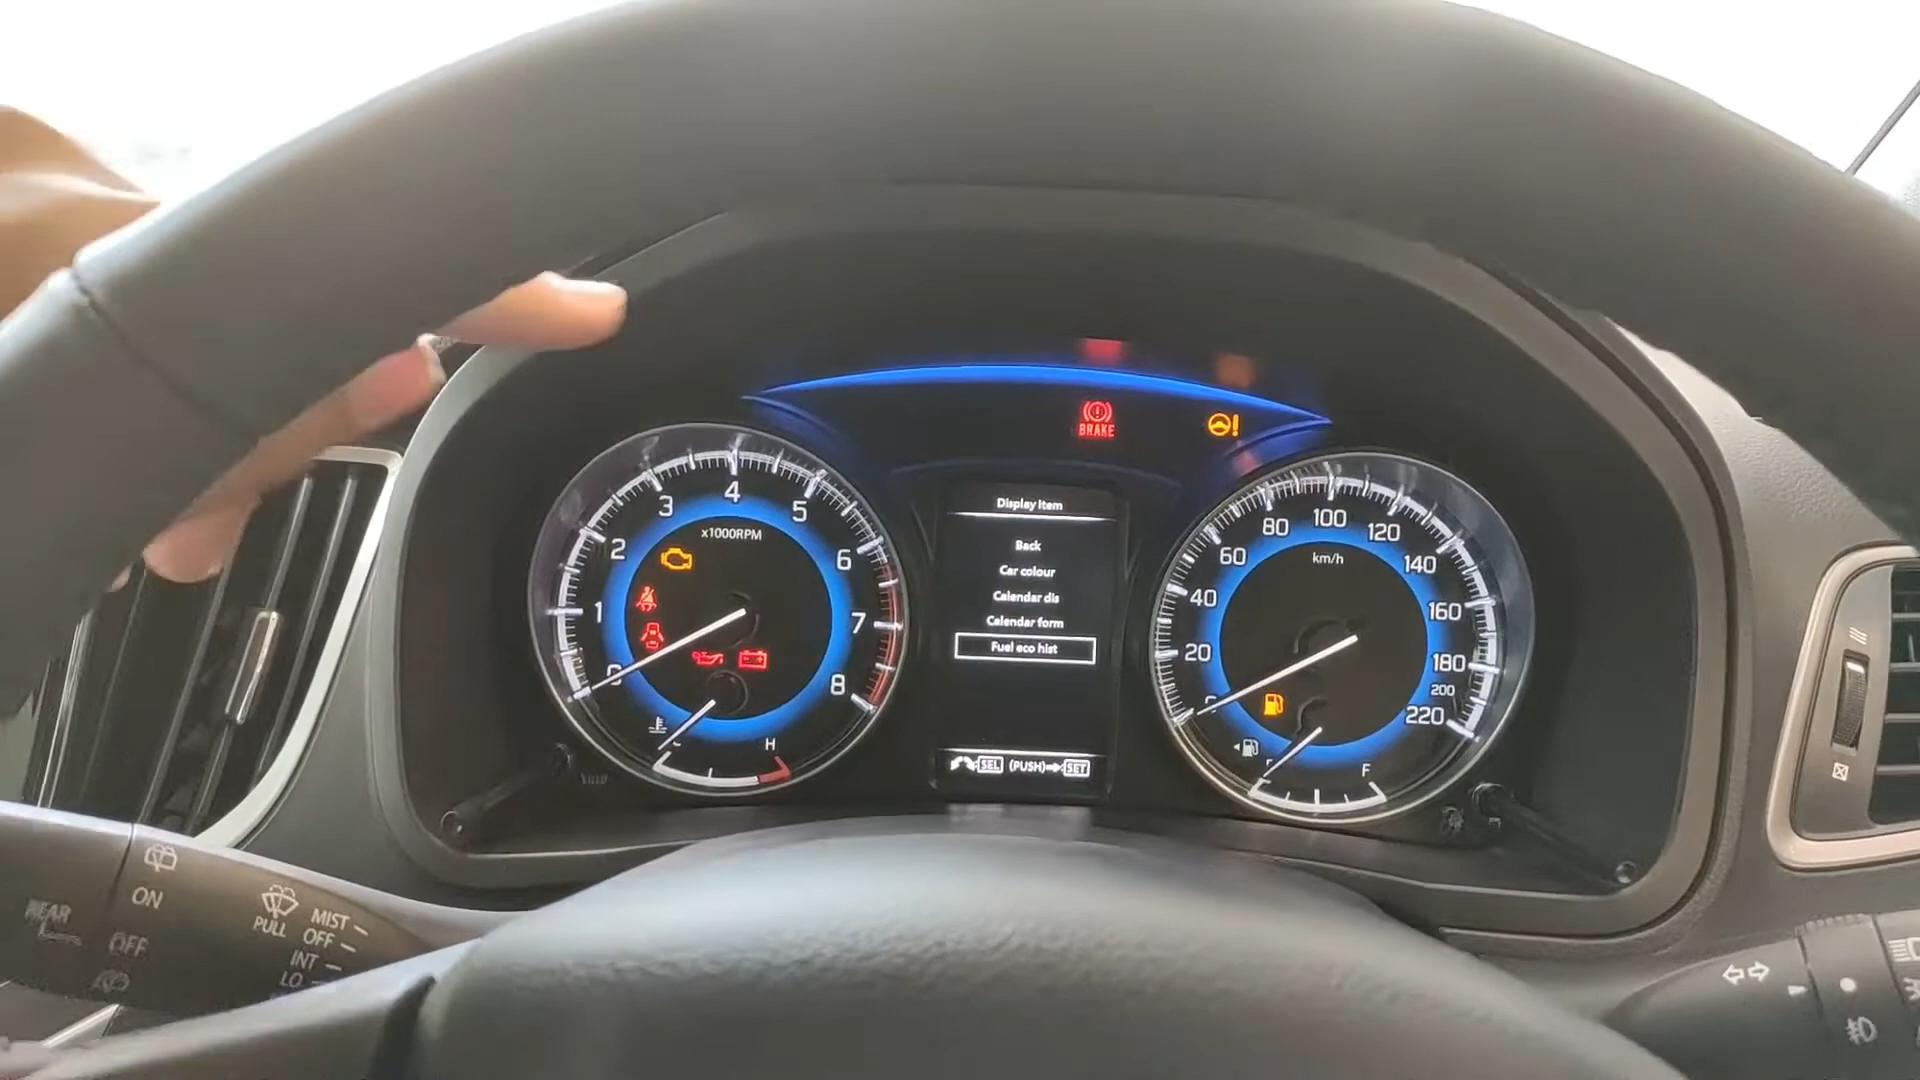 BRAKE
3
4
5
2
x1000RPM
6
1
7
8
H
Display item
Back
Car colour
Calendar dis
Calendar form
Fuel eco hist
SEL (PUSH) SET
80
100
120
60
km/h
140
40
160
20
180
200
220
F
REAR
ON
OFF
PULL
MIST
OFF
INT
LO